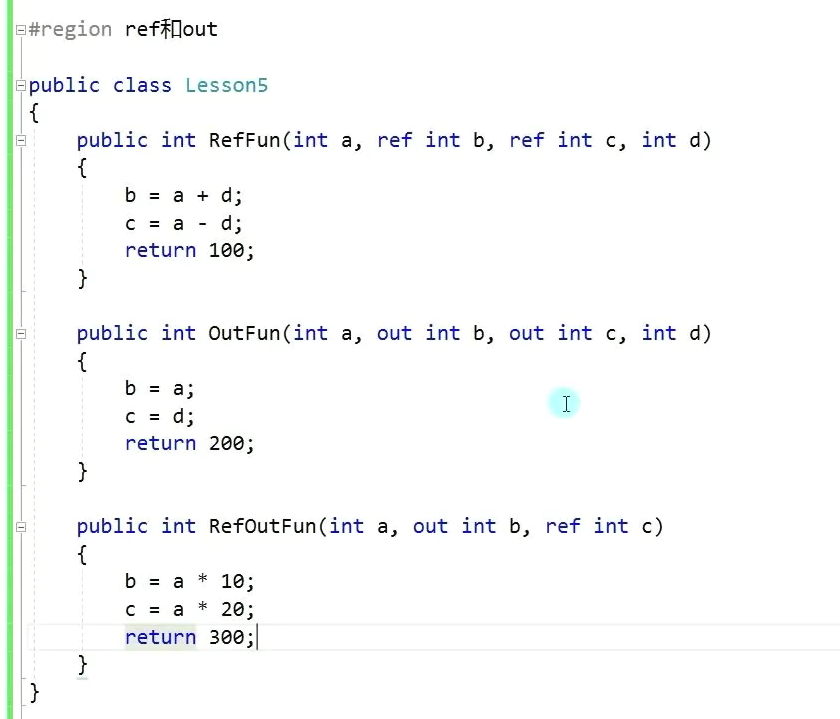 #region ref和out
public class Lesson5
{
public int RefFun(int a, ref int b, ref int c, int d)
{
b = a + d;
c = a - d;
return 100;
}
public int OutFun(int a, out int b, out int c, int d)
{
b = a;
c = d;
return 200;
}
public int RefOutFun(int a, out int b, ref int c)
{
b = a * 10;
c = a * 20;
return 300;
}
}